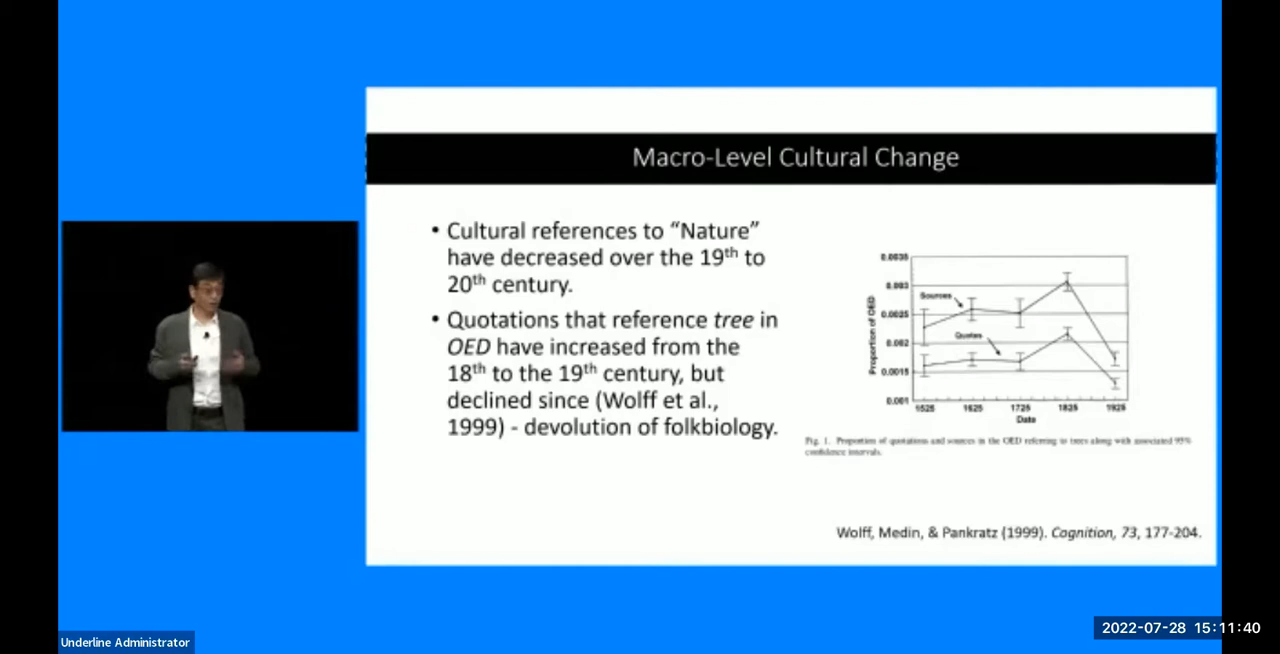 Macro-Level Cultural Change
• Cultural references to “Nature”
have decreased over the 19th to
20th century.
• Quotations that reference tree in
OED have increased from the
18th to the 19th century, but
declined since (Wolff et al.,
1999) - devolution of folkbiology.
0.0035
0.003
0.0025
0.002
0.0015
0.001
Proportion of OED
Sources
Quotes
1525 1625 1725 1825 1925
Date
Fig. 1. Proportion of quotations and sources in the OED referring to trees along with associated 95%
confidence intervals.
Wolff, Medin, & Pankratz (1999). Cognition, 73, 177-204.
Underline Administrator
2022-07-28 15:11:40